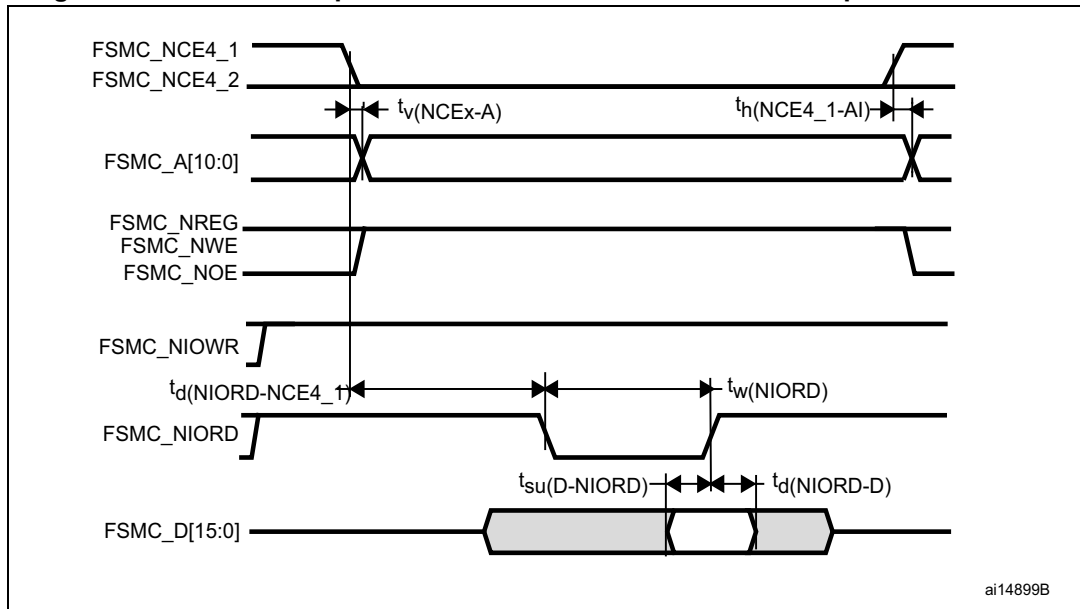 FSMC_NCE4_1
FSMC_NCE4_2
tv(NCEx-A)
th(NCE4_1-AI)
FSMC_A[10:0]
FSMC_NREG
FSMC_NWE
FSMC_NOE
FSMC_NIOWR
td(NIORD-NCE4_1)
tw(NIORD)
FSMC_NIORD
tsu(D-NIORD)
td(NIORD-D)
FSMC_D[15:0]
ai14899B